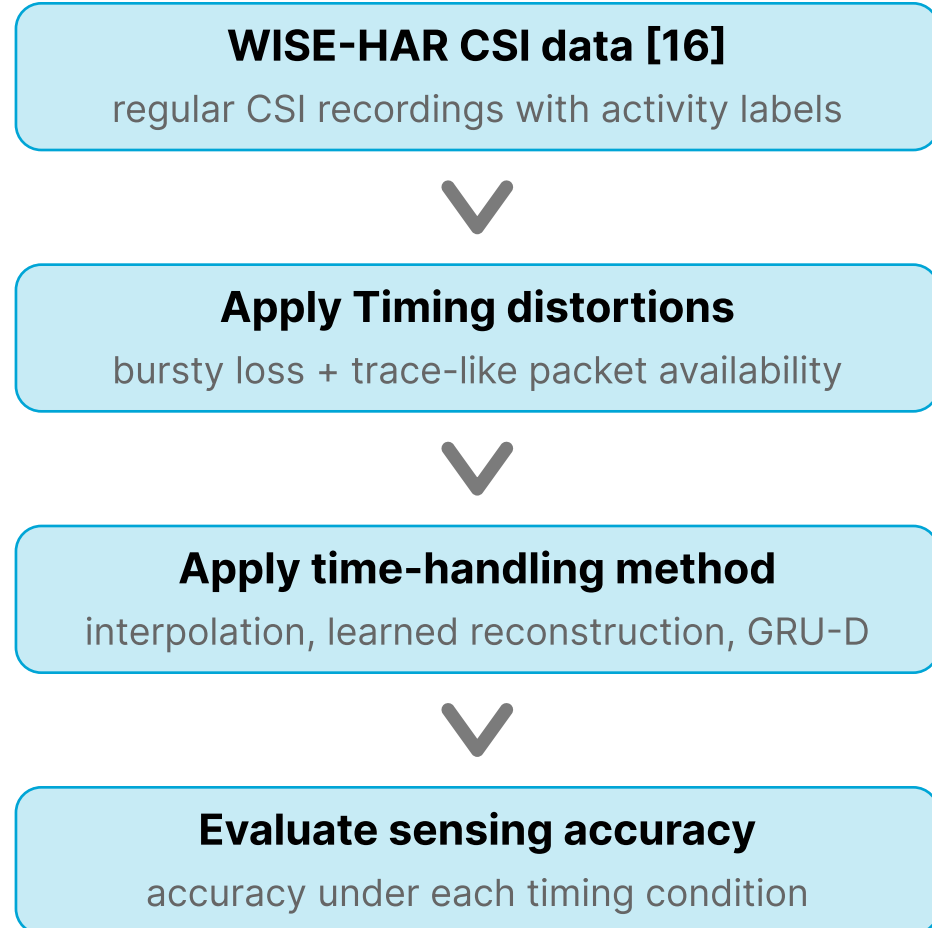 WISE-HAR CSI data [16]
regular CSI recordings with activity labels
Apply Timing distortions
bursty loss + trace-like packet availability
Apply time-handling method
interpolation, learned reconstruction, GRU-D
Evaluate sensing accuracy
accuracy under each timing condition